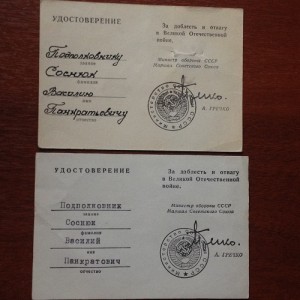 УДОСТОВЕРЕНИЕ
Подполковнику
звание
Соснюк
фамилия
Василию
имя
Панкратьевичу
отчество
За доблесть и отвагу
в Великой Отечественной
войне.
Министр обороны СССР
Маршал Советского Союза
А. ГРЕЧКО
УДОСТОВЕРЕНИЕ
Подполковник
звание
Соснюк
фамилия
Василий
имя
Панкратович
отчество
За доблесть и отвагу
в Великой Отечественной
войне.
Министр обороны СССР
Маршал Советского Союза
А. ГРЕЧКО